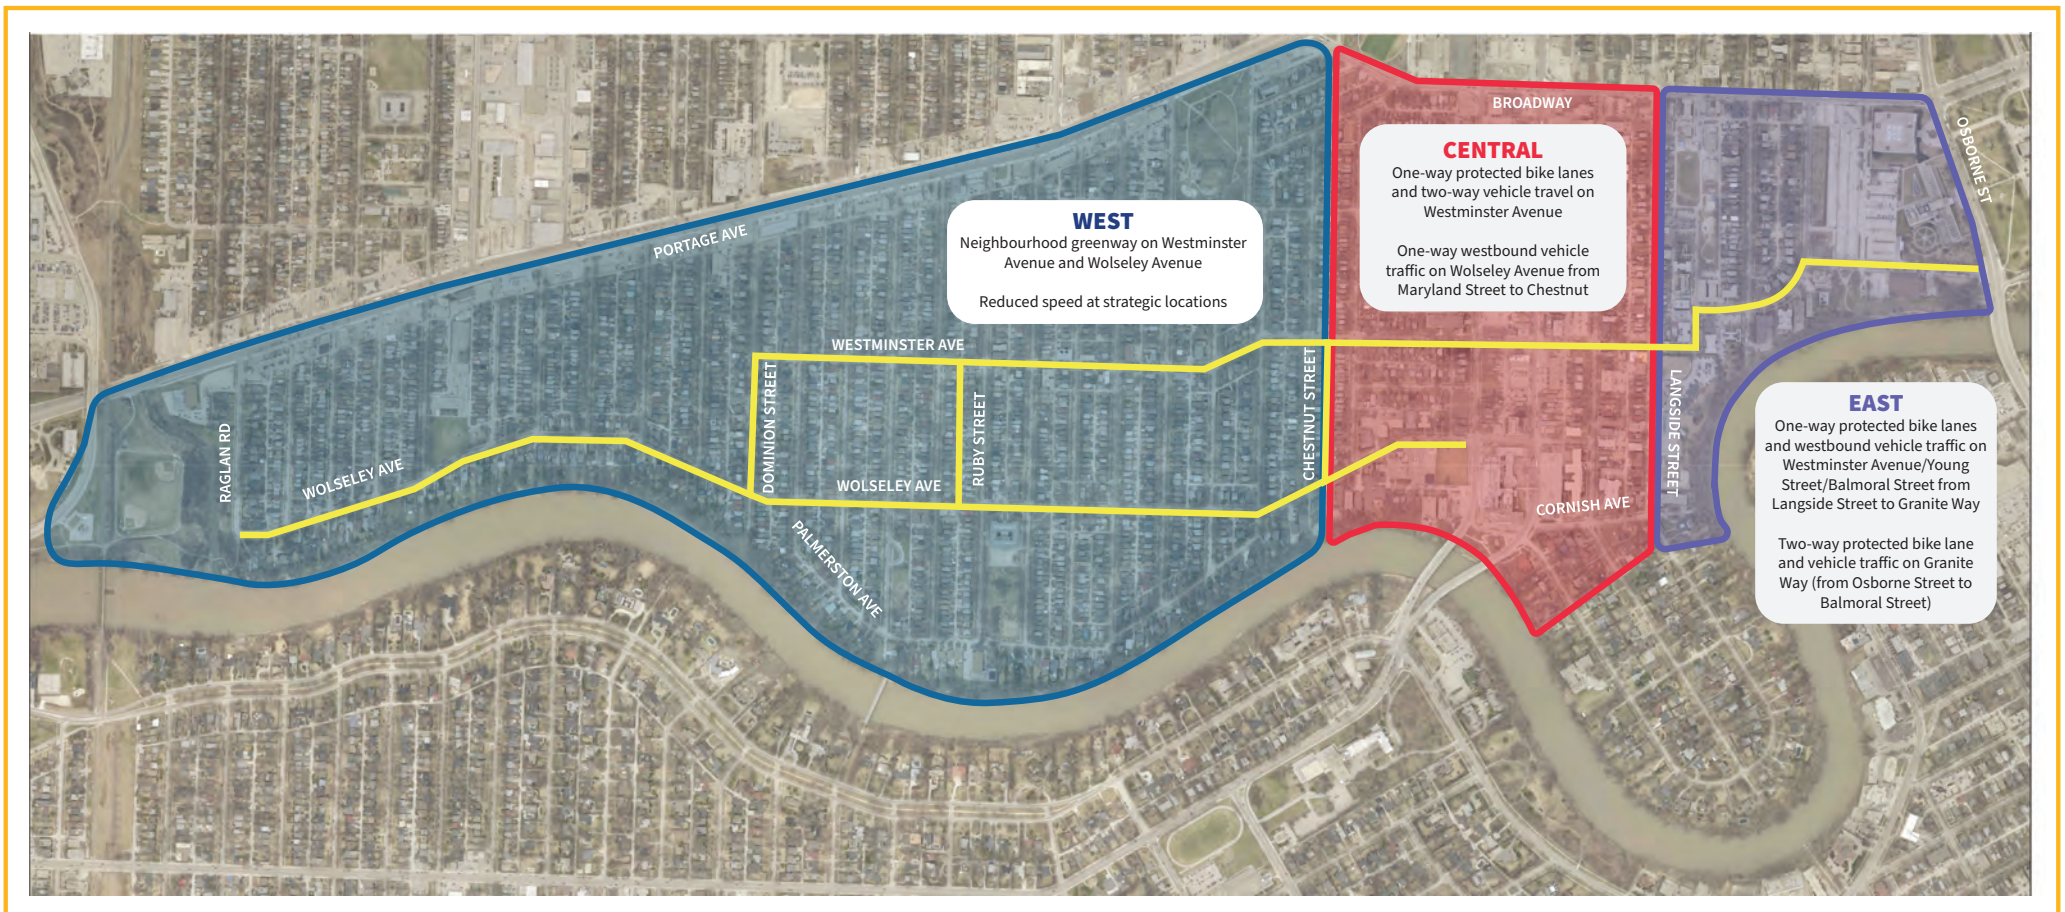 BROADWAY
OSBORNE ST
CENTRAL
One-way protected bike lanes
and two-way vehicle travel on
Westminster Avenue
One-way westbound vehicle
traffic on Wolseley Avenue from
Maryland Street to Chestnut
WEST
Neighbourhood greenway on Westminster
Avenue and Wolseley Avenue
Reduced speed at strategic locations
PORTAGE AVE
WESTMINSTER AVE
DOMINION STREET
RUBY STREET
CHESTNUT STREET
LANGSIDE STREET
RAGLAN RD
WOLSELEY AVE
WOLSELEY AVE
PALMERSTON AVE
CORNISH AVE
EAST
One-way protected bike lanes
and westbound vehicle traffic on
Westminster Avenue/Young
Street/Balmoral Street from
Langside Street to Granite Way
Two-way protected bike lane
and vehicle traffic on Granite
Way (from Osborne Street to
Balmoral Street)